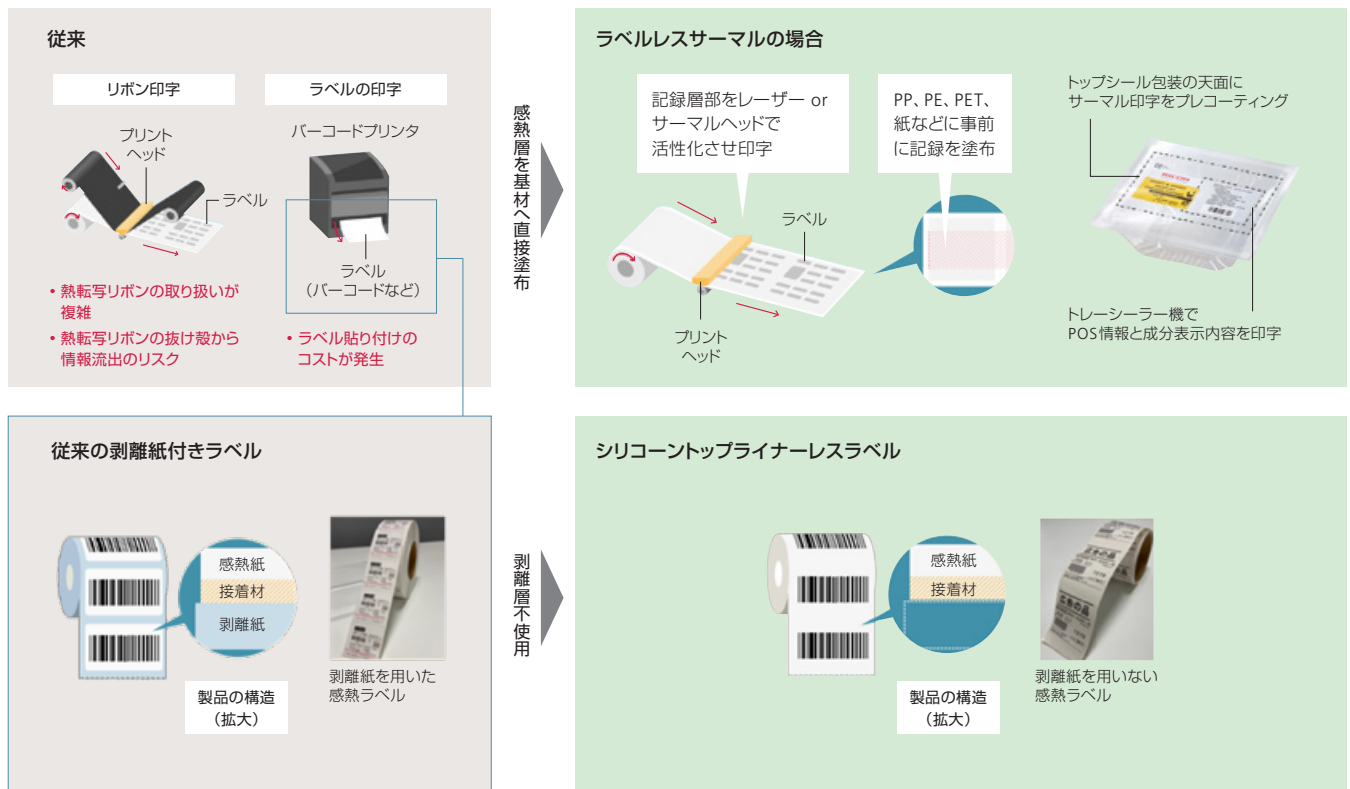 従来
リボン印字
ラベルの印字
プリント
ヘッド
ラベル
バーコードプリンタ
ラベル
（バーコードなど）
・熱転写リボンの取り扱いが
複雑
・熱転写リボンの抜け殻から
情報流出のリスク
・ラベル貼り付けの
コストが発生
感熱層を基材へ直接塗布
ラベルレスサーマルの場合
記録層部をレーザー or
サーマルヘッドで
活性化させ印字
PP、PE、PET、
紙などに事前
に記録を塗布
ラベル
プリント
ヘッド
トップシール包装の天面に
サーマル印字をプレコーティング
RICOH
トレーシーラー機で
POS情報と成分表示内容を印字
従来の剥離紙付きラベル
感熱紙
接着材
剥離紙
製品の構造
（拡大）
剥離紙を用いた
感熱ラベル
剥離層不使用
シリコーントップライナーレスラベル
感熱紙
接着材
製品の構造
（拡大）
剥離紙を用いない
感熱ラベル